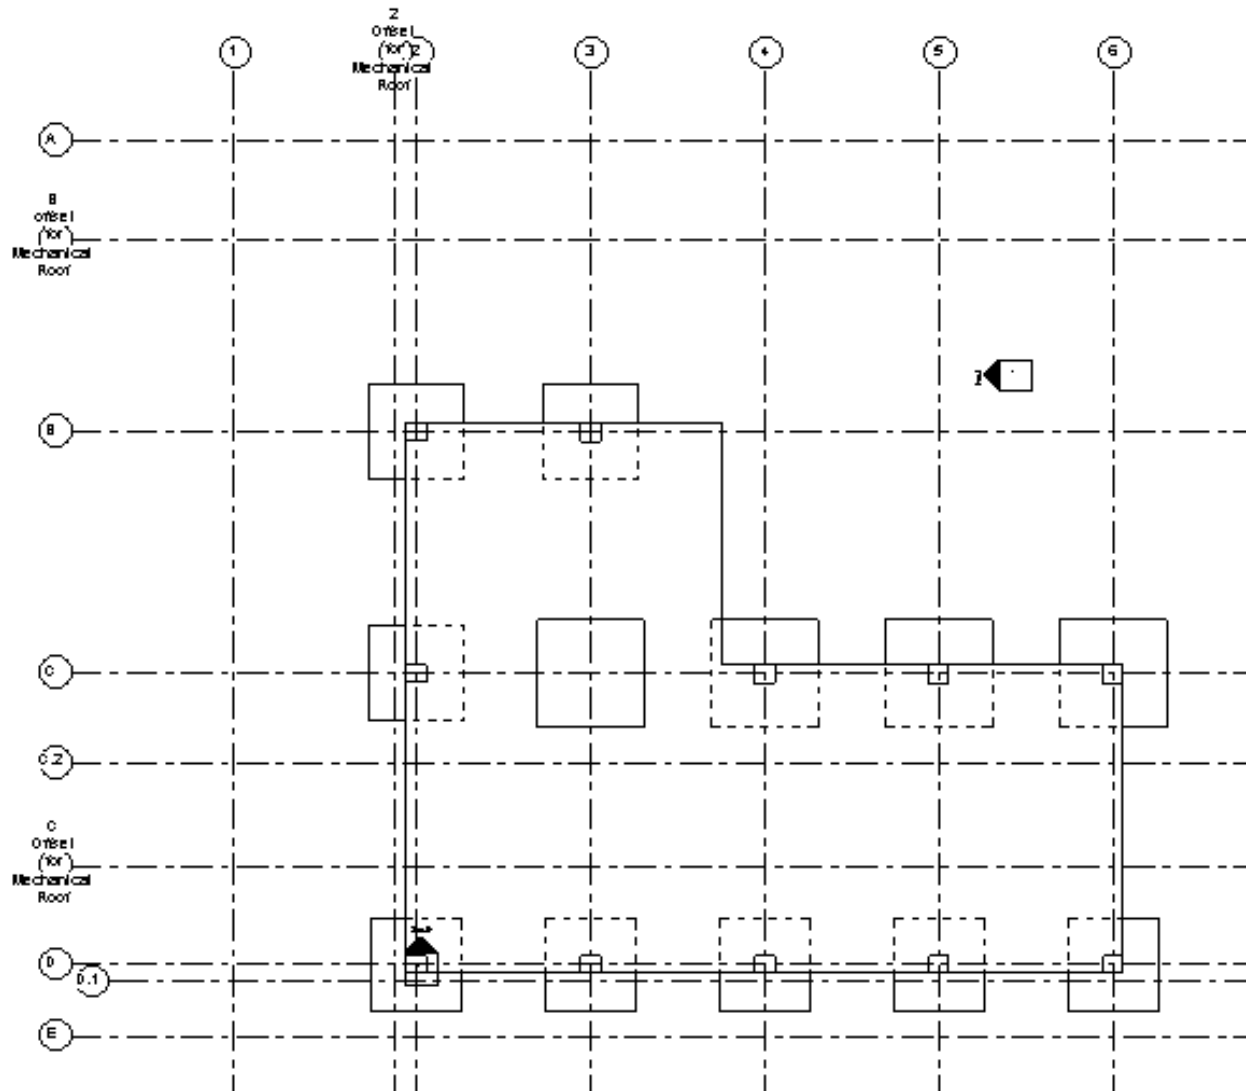 1
2
Offset
(for)
Mechanical
Roof
2
3
4
5
6
A
B
Offset
(for)
Mechanical
Roof
B
C
C.2
C
Offset
(for)
Mechanical
Roof
D
D.1
E